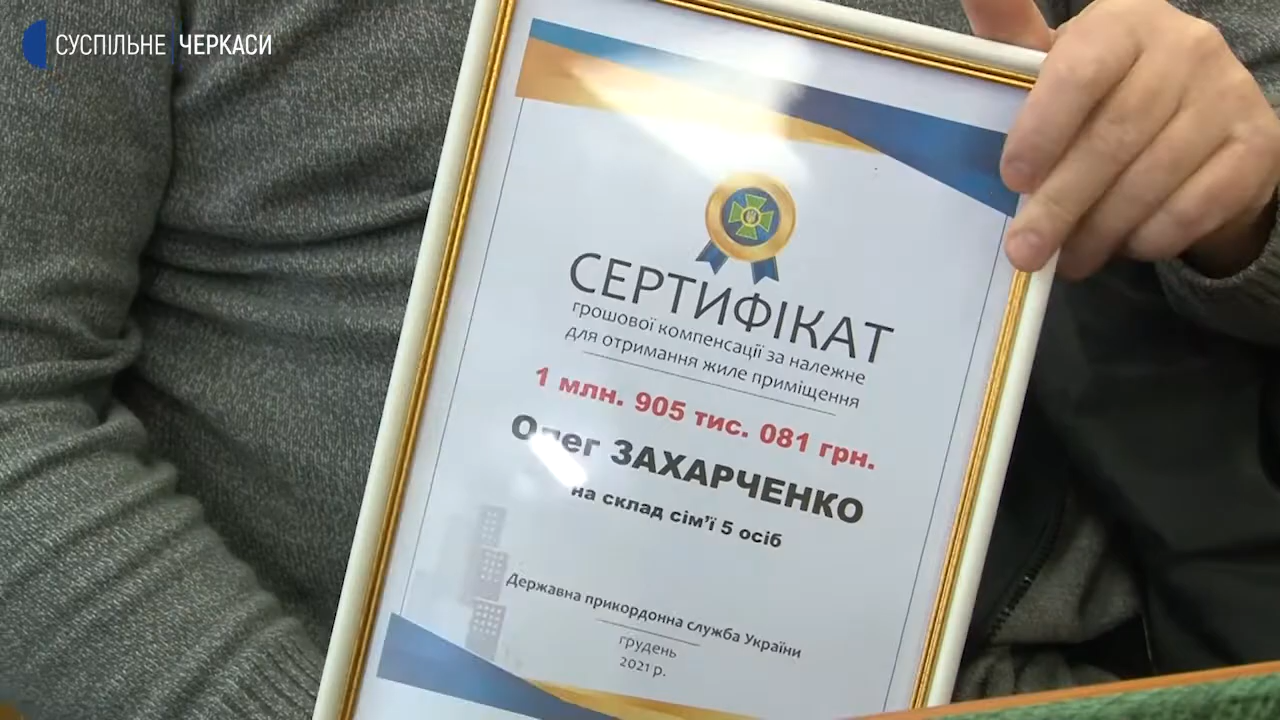 СУСПІЛЬНЕ ЧЕРКАСИ
СЕРТИФІКАТ
грошової компенсації за належне
для отримання жиле приміщення
1 млн. 905 тис. 081 грн.
Олег ЗАХАРЧЕНКО
на склад сім'ї 5 осіб
Державна прикордонна служба України
грудень
2021 р.